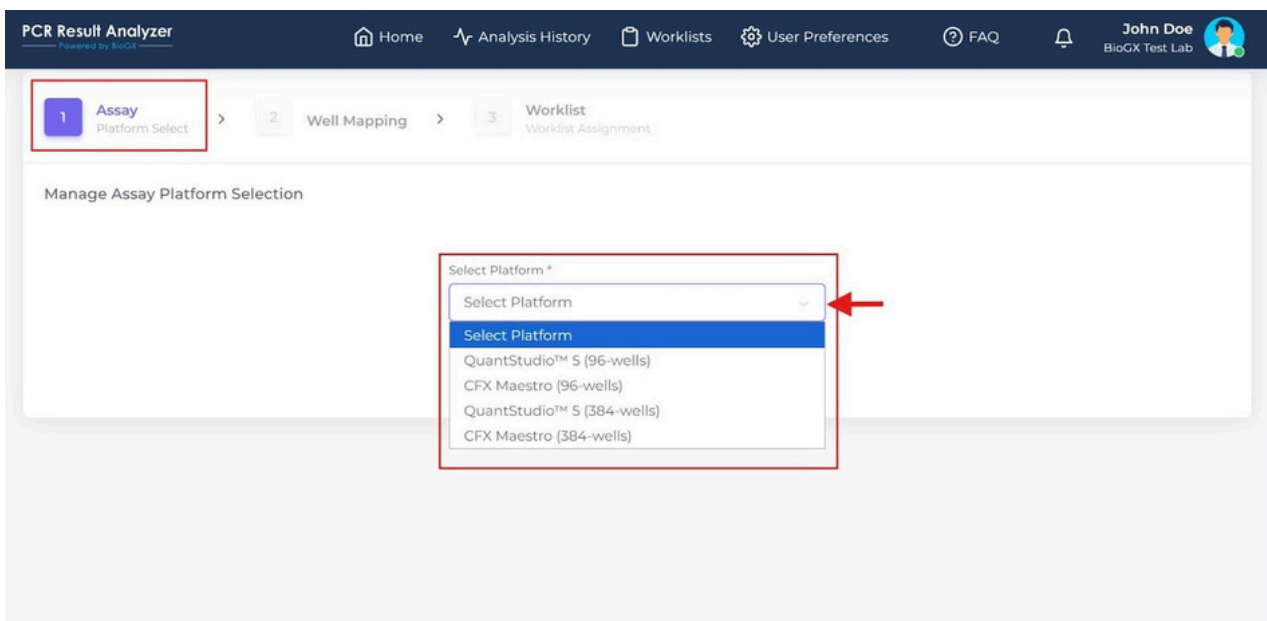 PCR Result Analyzer
Powered by BioGX
Home
Analysis History
Worklists
User Preferences
FAQ
John Doe
BioGX Test Lab
1
Assay
Platform Select
2
Well Mapping
3
Worklist
Worklist Assignment
Manage Assay Platform Selection
Select Platform *
Select Platform
Select Platform
QuantStudio™ 5 (96-wells)
CFX Maestro (96-wells)
QuantStudio™ 5 (384-wells)
CFX Maestro (384-wells)